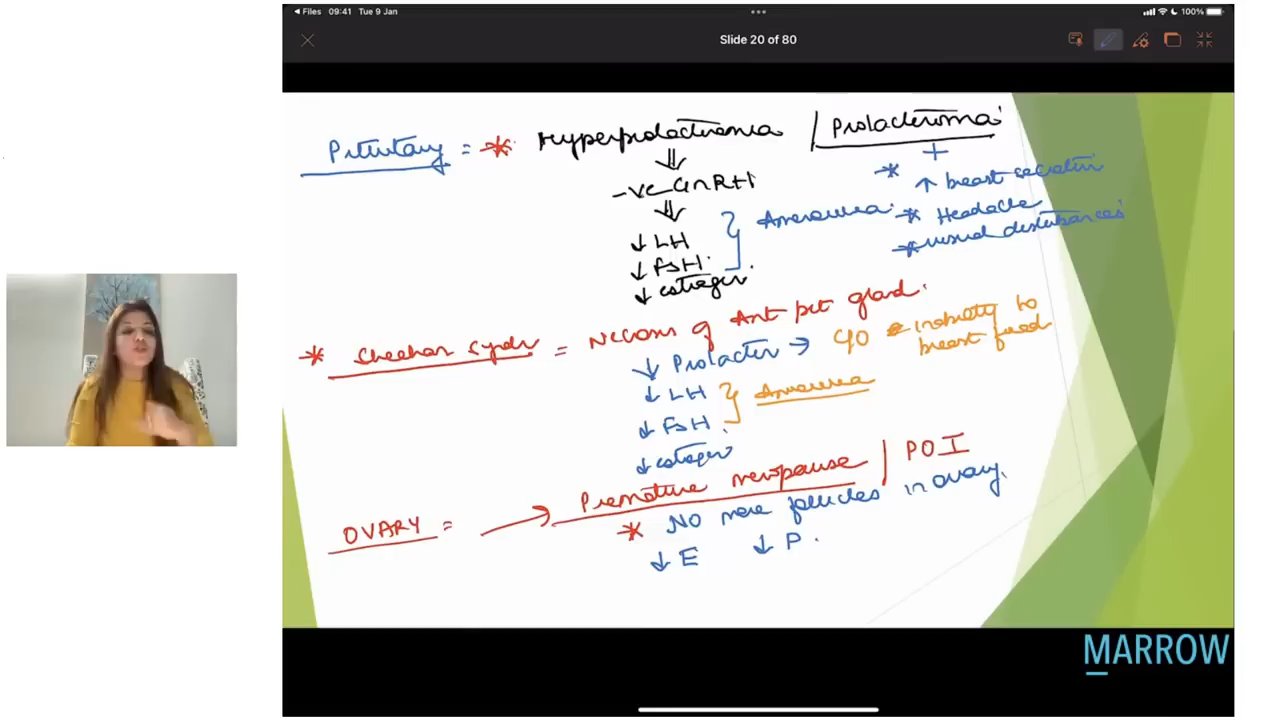 Files 09:41 Tue 9 Jan
100%
Slide 20 of 80
Pituitary = * Hyperprolactinemia | Prolactinoma
+
-ve GnRH
* ↑ breast secretion
* Headache
* visual disturbances
↓ LH
↓ FSH
↓ estrogen
} Amenorrhea
* Sheehan Syndr = Necrosis of Ant pit gland.
↓ Prolactin → C/O inability to
breast feed
↓ LH
↓ FSH
} Amenorrhea
↓ estrogen
OVARY = → Premature menopause | POI
* No more follicles in ovary.
↓ E ↓ P.
MARROW